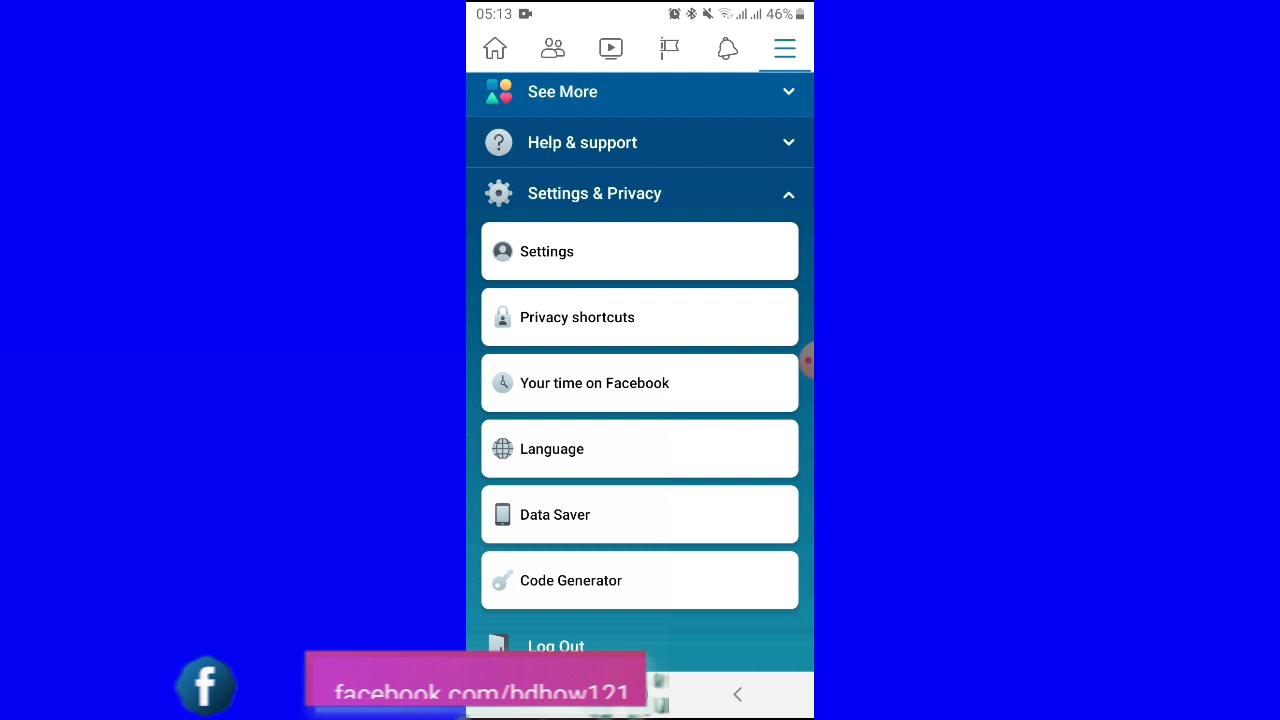 05:13
46%
See More
Help & support
Settings & Privacy
Settings
Privacy shortcuts
Your time on Facebook
Language
Data Saver
Code Generator
Log Out
facebook.com/bdhow121